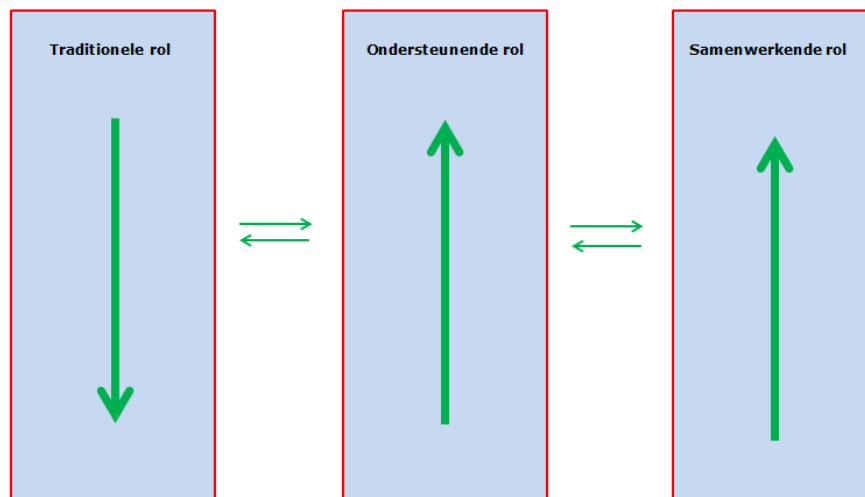 Traditionele rol
Ondersteunende rol
Samenwerkende rol